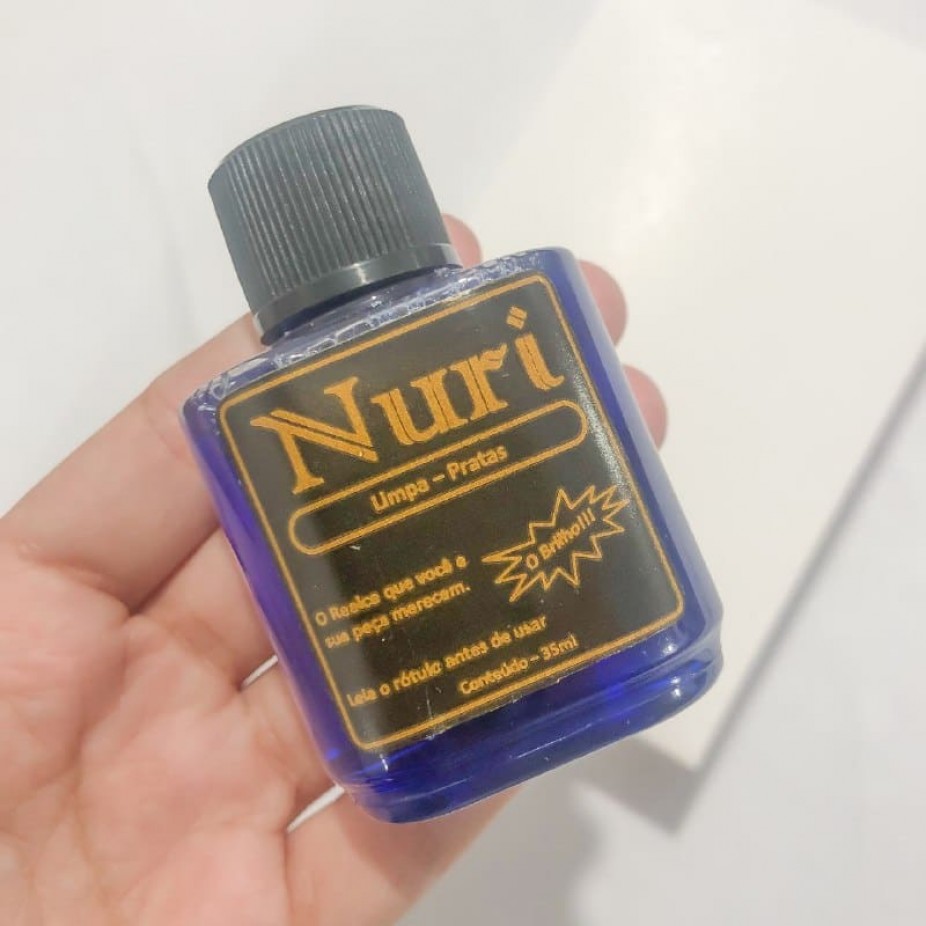 Nuri
Limpa – Pratas
O Brilho!!!
O Realce que você e
sua peça merecem.
Leia o rótulo antes de usar
Conteúdo – 35ml